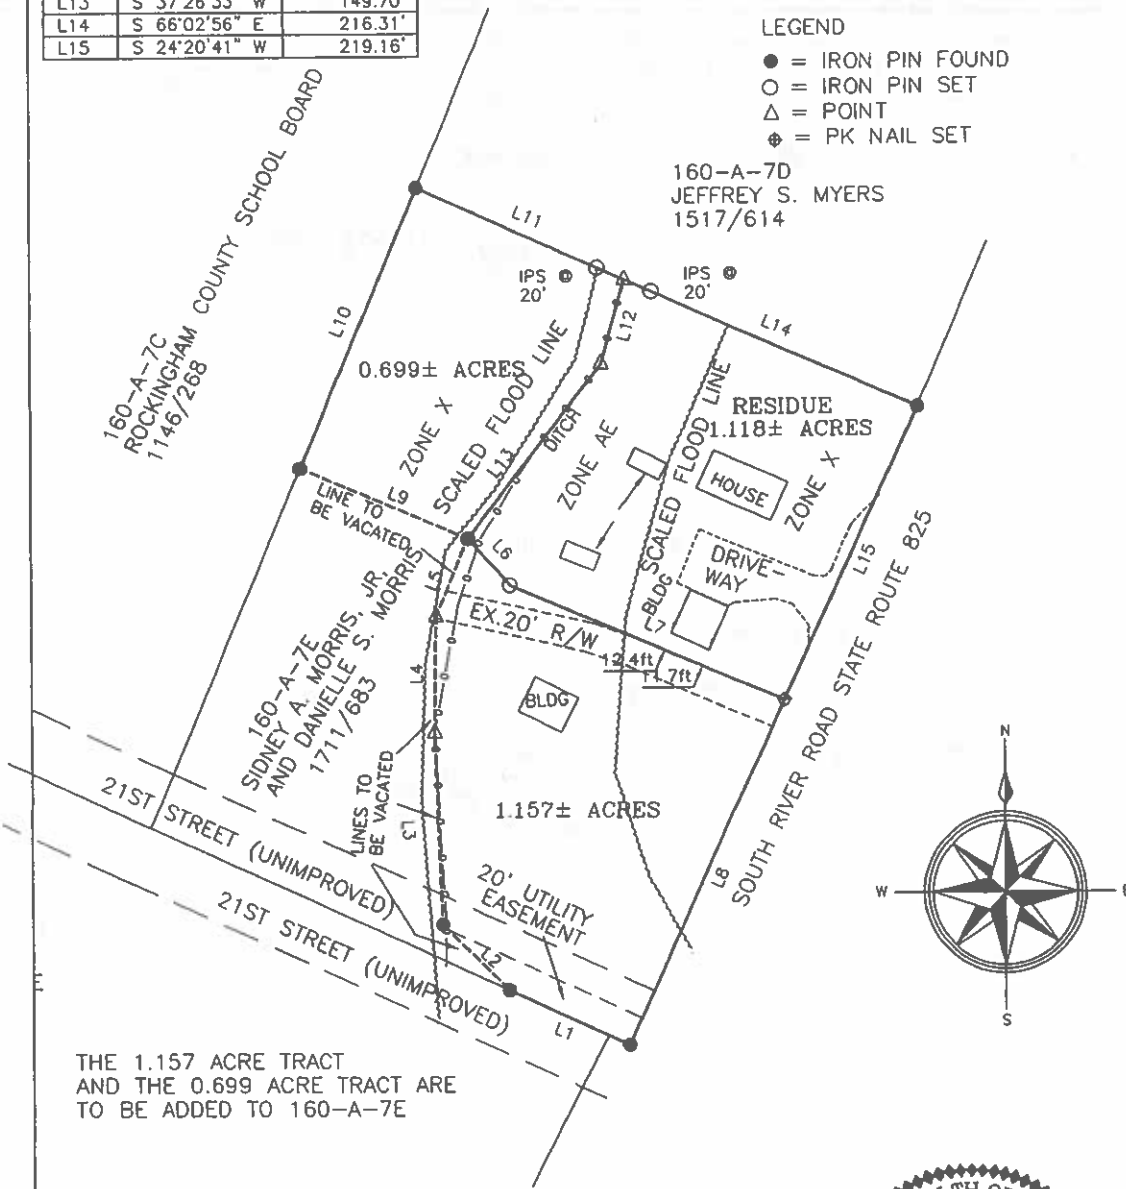 L13 S 37°26'33" W 149.70'
L14 S 66°02'56" E 216.31'
L15 S 24°20'41" W 219.16'
LEGEND
● = IRON PIN FOUND
○ = IRON PIN SET
△ = POINT
⌖ = PK NAIL SET
160-A-7D
JEFFREY S. MYERS
1517/614
160-A-7C
ROCKINGHAM COUNTY SCHOOL BOARD
1146/268
L11
IPS
20'
IPS
20'
L10
L12
L14
0.699± ACRES
ZONE X
SCALED FLOOD LINE
L13
DITCH
ZONE AE
SCALED FLOOD LINE
RESIDUE
1.118± ACRES
HOUSE
ZONE X
L9
LINE TO
BE VACATED
L6
L5
DRIVE-
WAY
L15
BLDG
L7
EX.20' R/W
12.4ft
11.7ft
L4
160-A-7E
SIDNEY A. MORRIS, JR.
AND DANIELLE S. MORRIS
1711/683
BLDG
SOUTH RIVER ROAD STATE ROUTE 825
LINES TO
BE VACATED
L3
1.157± ACRES
L8
21ST STREET (UNIMPROVED)
21ST STREET (UNIMPROVED)
20' UTILITY
EASEMENT
L2
L1
N
W
S
THE 1.157 ACRE TRACT
AND THE 0.699 ACRE TRACT ARE
TO BE ADDED TO 160-A-7E